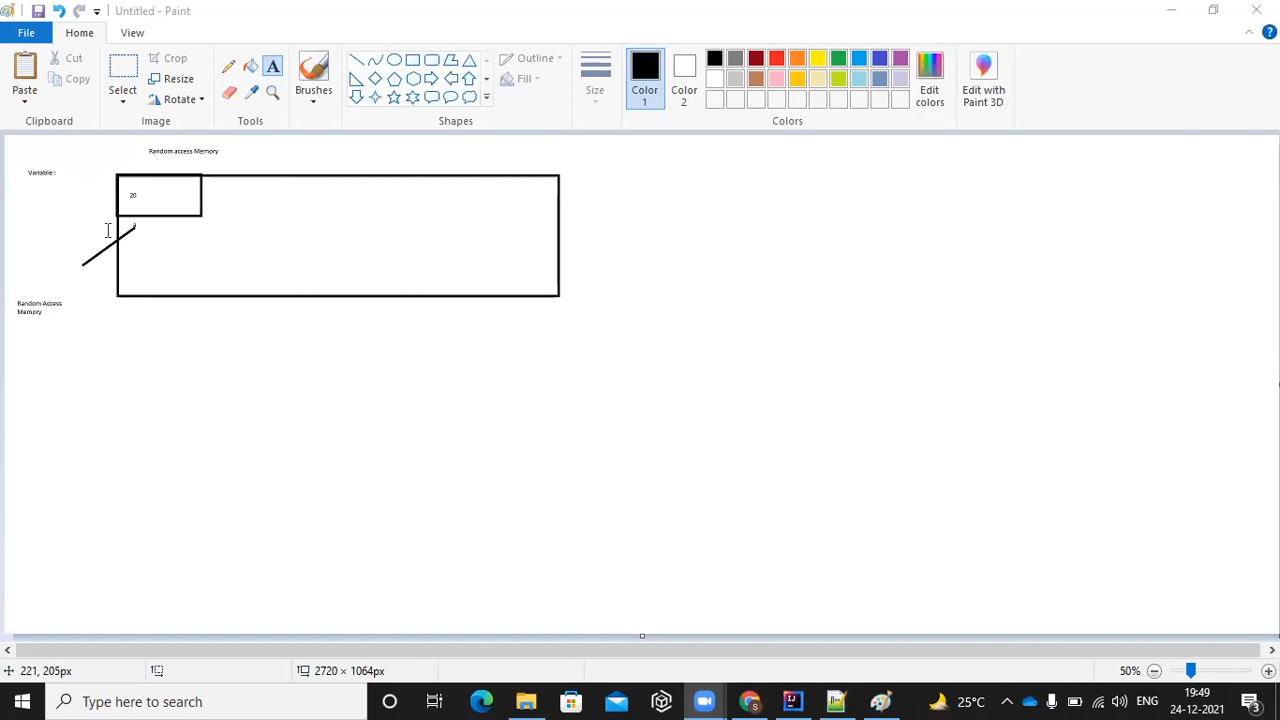 Untitled - Paint
File
Home
View
Paste
Cut
Copy
Clipboard
Select
Crop
Resize
Rotate
Image
Tools
Brushes
Shapes
Outline
Fill
Size
Color 1
Color 2
Colors
Edit colors
Edit with Paint 3D
Random access Memory
Variable :
20
Random Access
Memory
221, 205px
2720 × 1064px
50%
Type here to search
25°C
ENG
19:49
24-12-2021
3